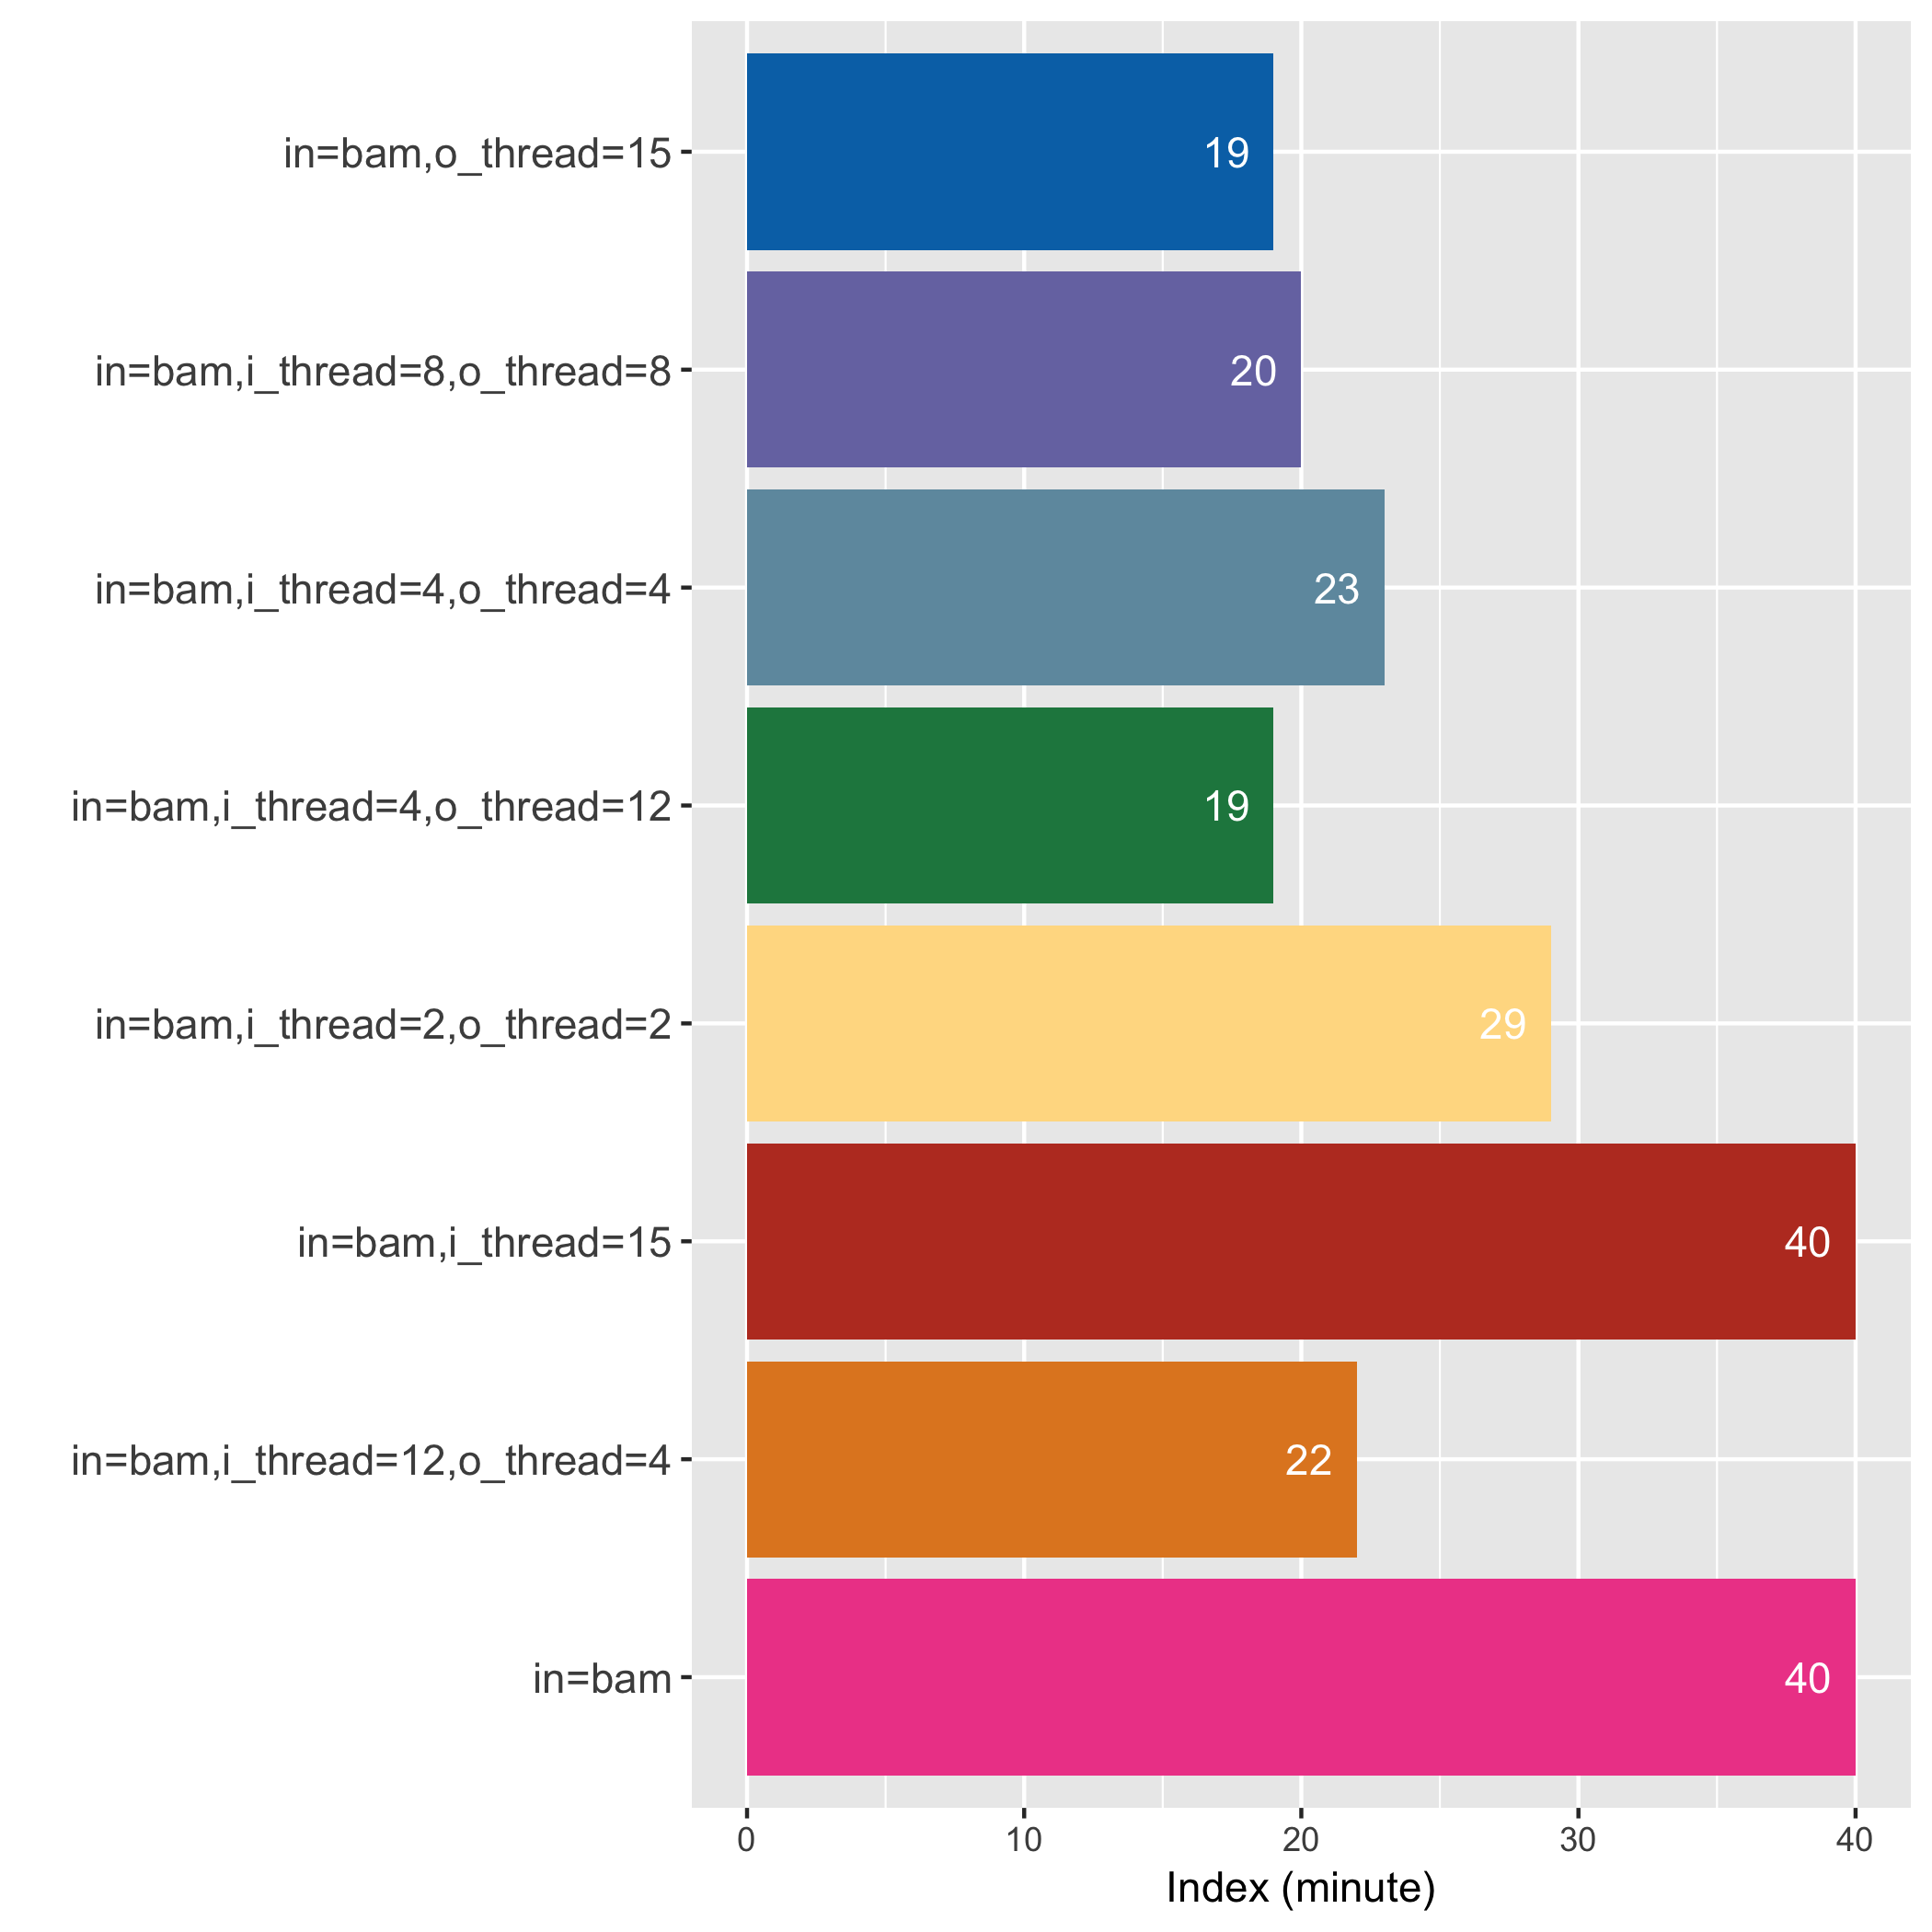 in=bam,o_thread=15
19
in=bam,i_thread=8,o_thread=8
20
in=bam,i_thread=4,o_thread=4
23
in=bam,i_thread=4,o_thread=12
19
in=bam,i_thread=2,o_thread=2
29
in=bam,i_thread=15
40
in=bam,i_thread=12,o_thread=4
22
in=bam
40
0 10 20 30 40
Index (minute)